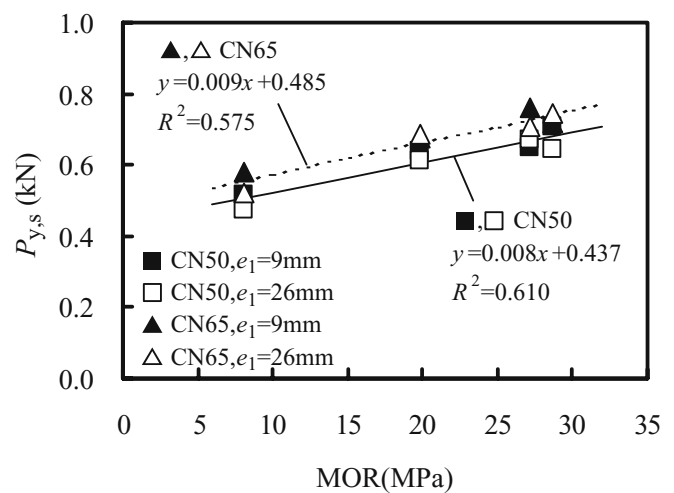 1.0
0.8
0.6
0.4
0.2
0.0
P_y,s (kN)
▲,△ CN65
y=0.009x+0.485
R²=0.575
■,□ CN50
y=0.008x+0.437
R²=0.610
■ CN50,e₁=9mm
□ CN50,e₁=26mm
▲ CN65,e₁=9mm
△ CN65,e₁=26mm
0 5 10 15 20 25 30 35
MOR(MPa)